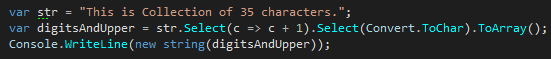 var str = "This is Collection of 35 characters.";
var digitsAndUpper = str.Select(c => c + 1).Select(Convert.ToChar).ToArray();
Console.WriteLine(new string(digitsAndUpper));